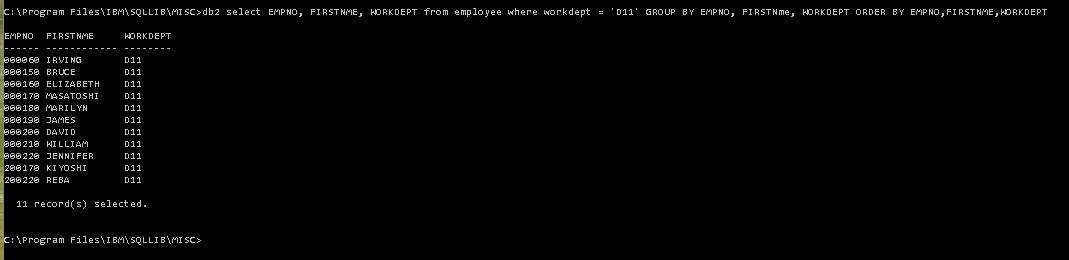 C:\Program Files\IBM\SQLLIB\MISC>db2 select EMPNO, FIRSTNME, WORKDEPT from employee where workdept = 'D11' GROUP BY EMPNO, FIRSTNme, WORKDEPT ORDER BY EMPNO,FIRSTNME,WORKDEPT
EMPNO  FIRSTNME     WORKDEPT
------ ------------ --------
000060 IRVING       D11
000150 BRUCE        D11
000160 ELIZABETH    D11
000170 MASATOSHI    D11
000180 MARILYN      D11
000190 JAMES        D11
000200 DAVID        D11
000210 WILLIAM      D11
000220 JENNIFER     D11
200170 KIYOSHI      D11
200220 REBA         D11
  11 record(s) selected.
C:\Program Files\IBM\SQLLIB\MISC>